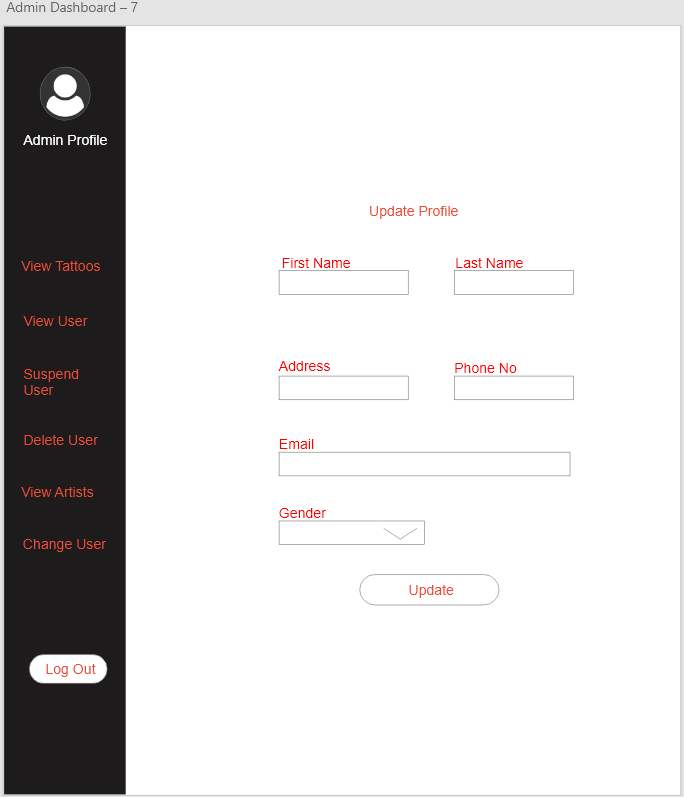 Admin Dashboard – 7
Admin Profile
View Tattoos
View User
Suspend
User
Delete User
View Artists
Change User
Log Out
Update Profile
First Name
Last Name
Address
Phone No
Email
Gender
Update